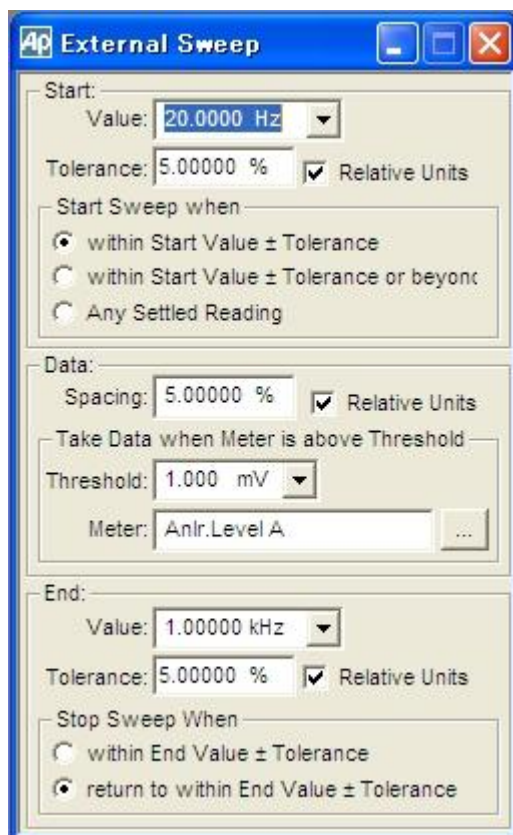 Ap External Sweep
Start:
Value: 20.0000 Hz
Tolerance: 5.00000 % Relative Units
Start Sweep when
within Start Value ± Tolerance
within Start Value ± Tolerance or beyond
Any Settled Reading
Data:
Spacing: 5.00000 % Relative Units
Take Data when Meter is above Threshold
Threshold: 1.000 mV
Meter: Anlr.Level A ...
End:
Value: 1.00000 kHz
Tolerance: 5.00000 % Relative Units
Stop Sweep When
within End Value ± Tolerance
return to within End Value ± Tolerance